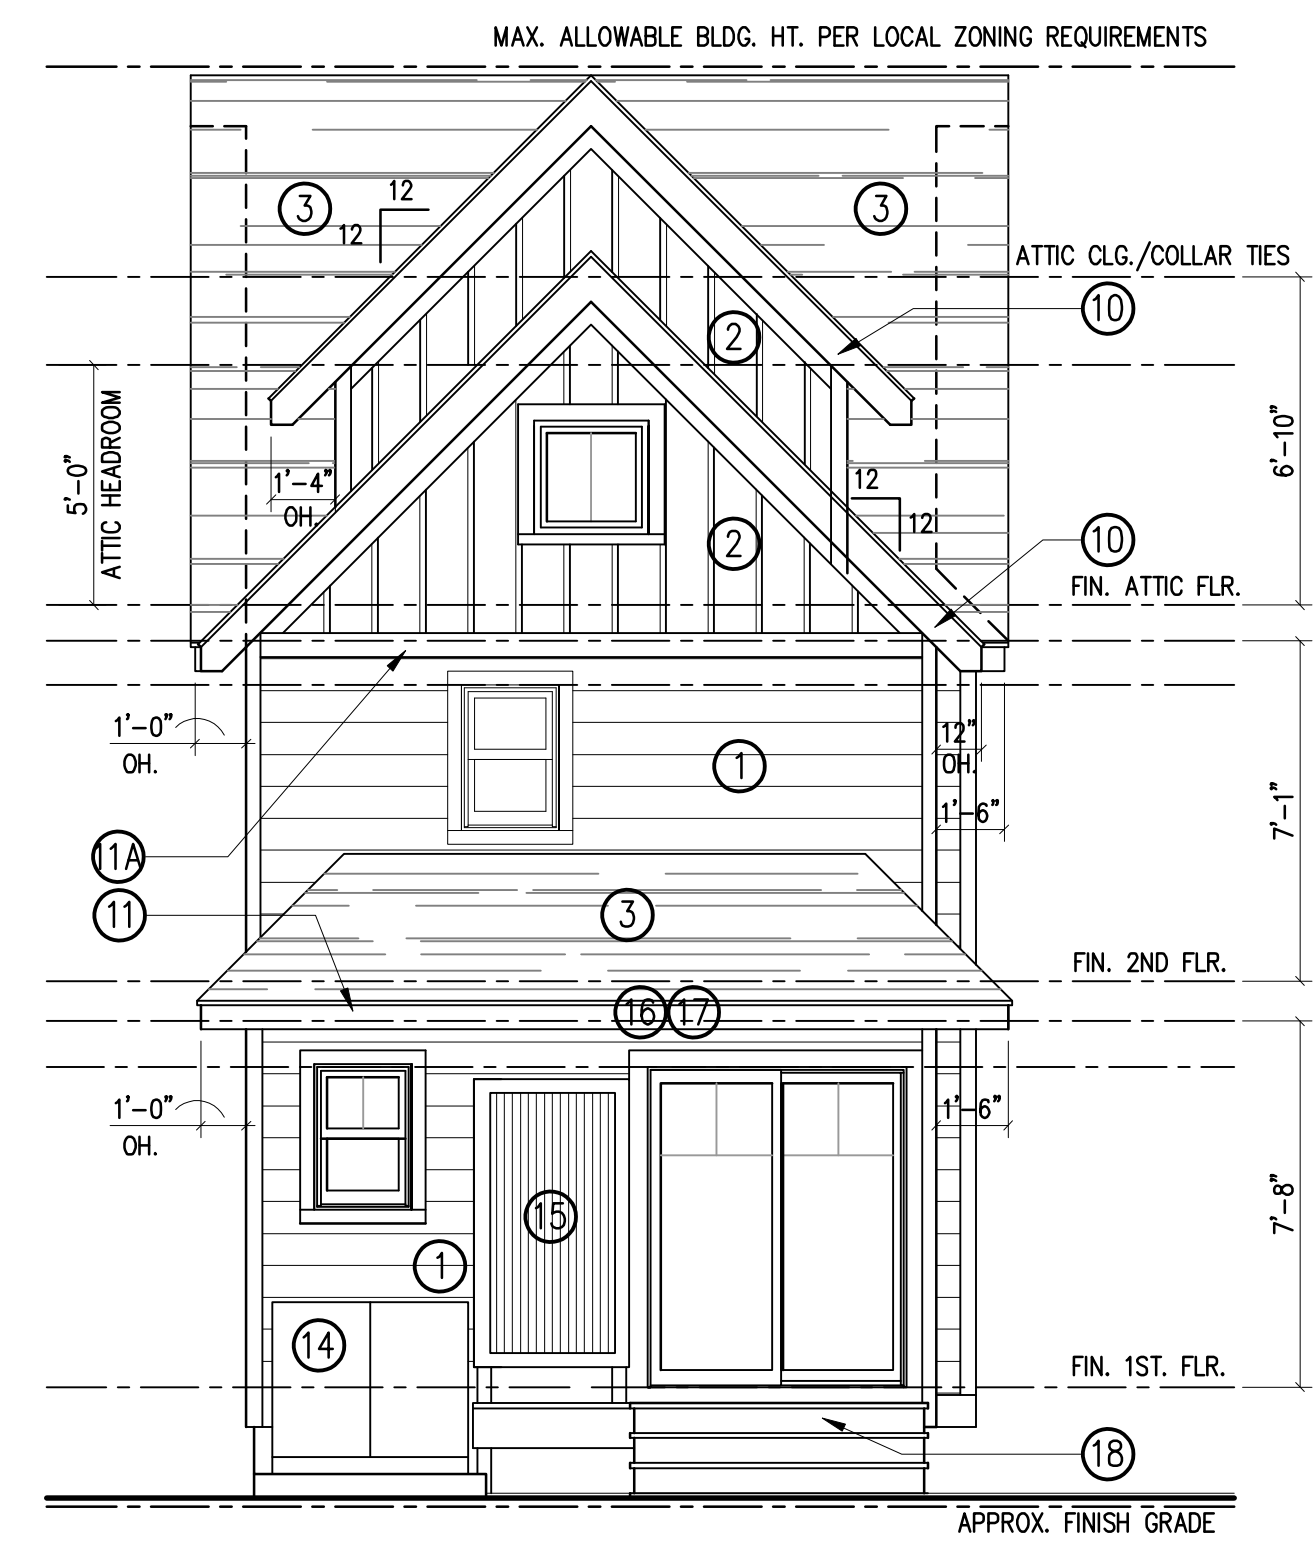 MAX. ALLOWABLE BLDG. HT. PER LOCAL ZONING REQUIREMENTS
3
12
12
3
ATTIC CLG./COLLAR TIES
10
2
5'-0"
ATTIC HEADROOM
6'-10"
1'-4"
OH.
12
12
2
10
FIN. ATTIC FLR.
1'-0"
OH.
1
12"
OH.
1'-6"
7'-1"
11A
11
3
FIN. 2ND FLR.
16 17
1'-0"
OH.
1'-6"
15
7'-8"
1
14
FIN. 1ST. FLR.
18
APPROX. FINISH GRADE